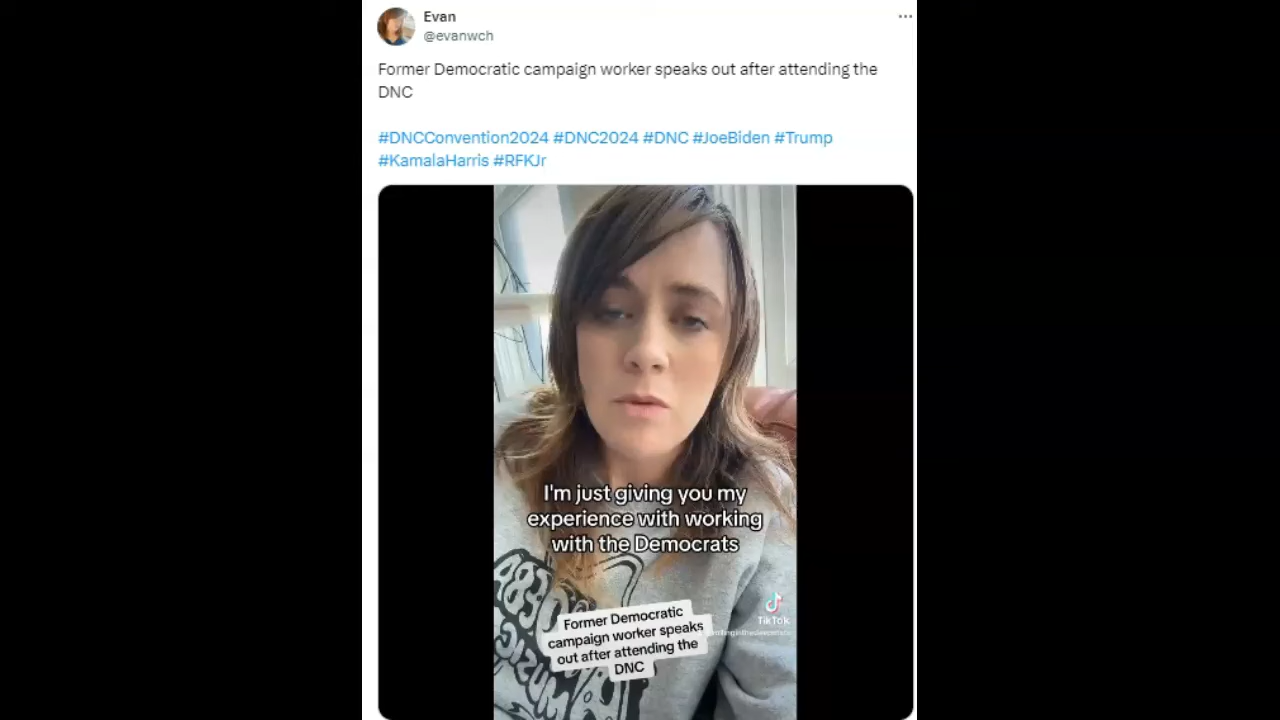 Evan
@evanwch
Former Democratic campaign worker speaks out after attending the
DNC
#DNCConvention2024 #DNC2024 #DNC #JoeBiden #Trump
#KamalaHarris #RFKJr
I'm just giving you my
experience with working
with the Democrats
Former Democratic
campaign worker speaks
out after attending the
DNC
TikTok
MUSIC